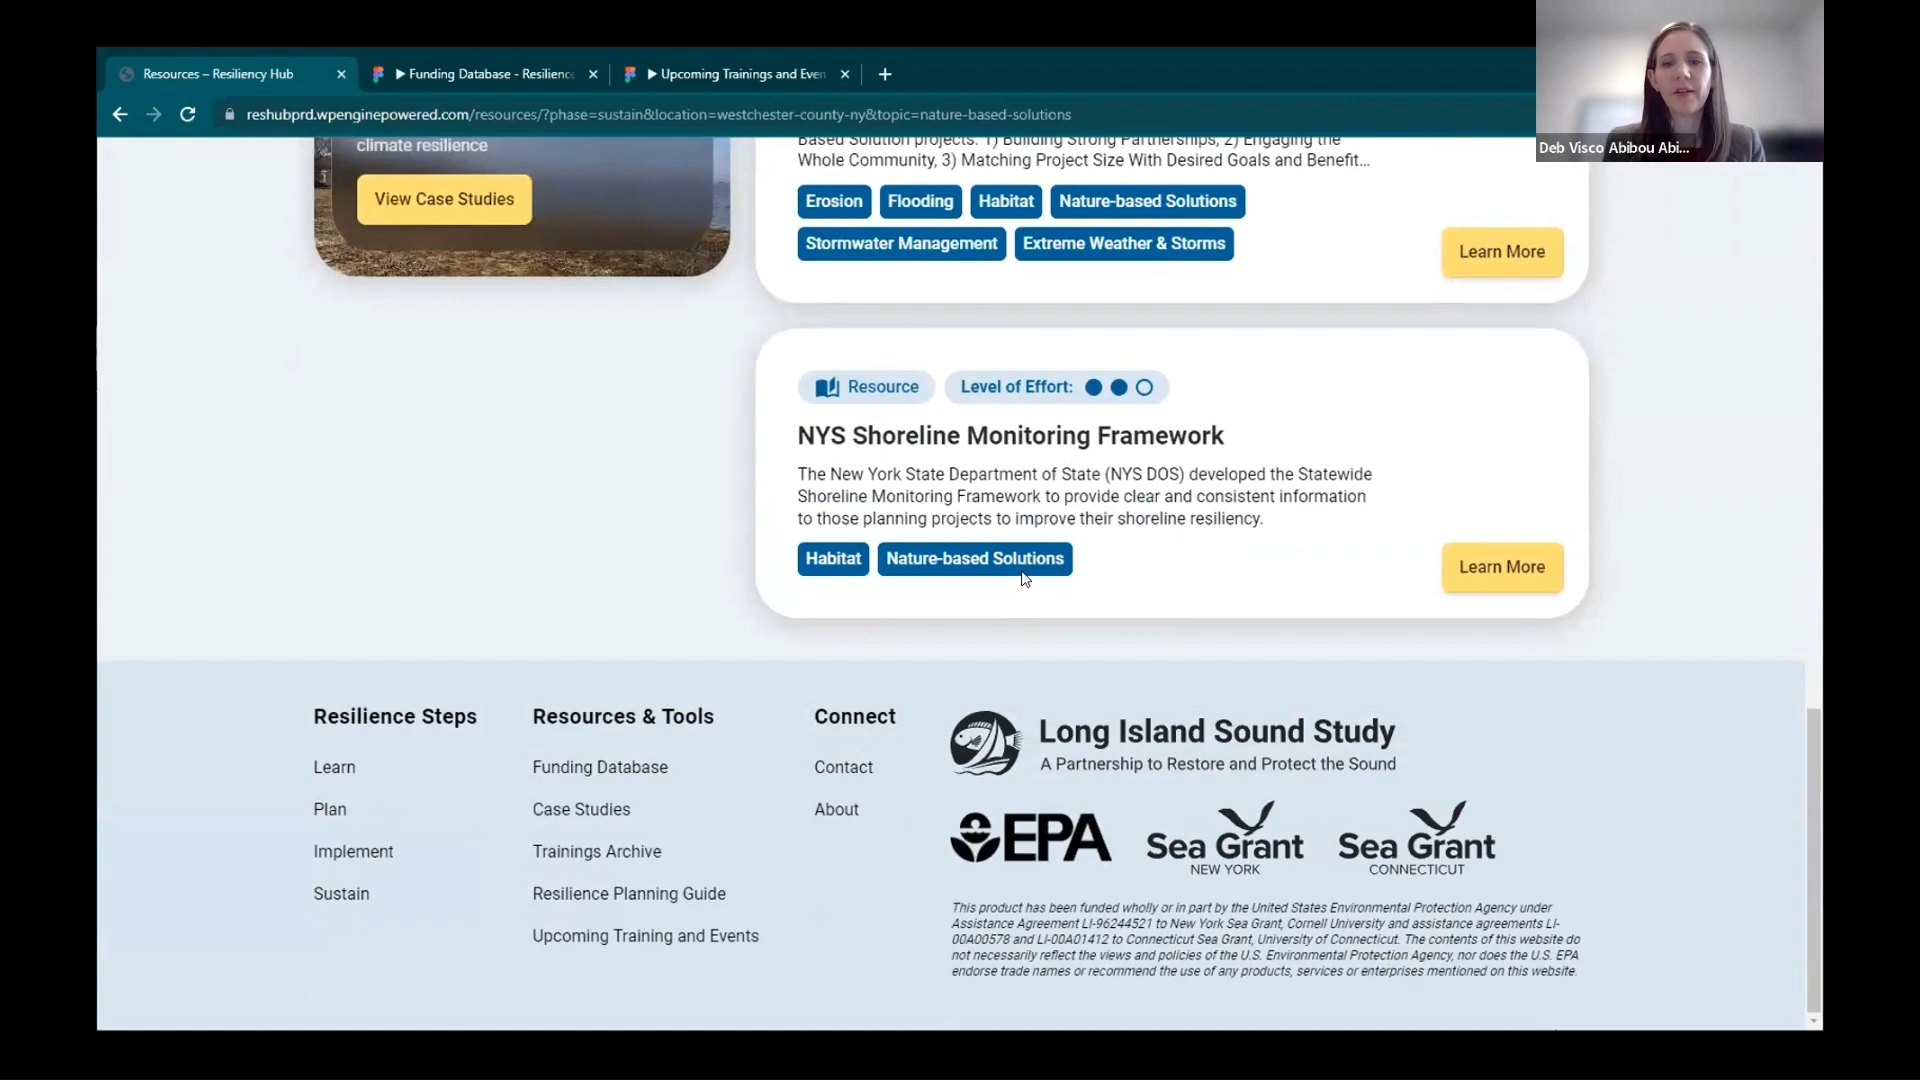 Resources – Resiliency Hub
Funding Database - Resilienc
Upcoming Trainings and Even
reshubprd.wpenginepowered.com/resources/?phase=sustain&location=westchester-county-ny&topic=nature-based-solutions
Deb Visco Abibou Abi...
climate resilience
View Case Studies
Based Solution projects. 1) Building Strong Partnerships, 2) Engaging the
Whole Community, 3) Matching Project Size With Desired Goals and Benefit...
Erosion Flooding Habitat Nature-based Solutions
Stormwater Management Extreme Weather & Storms
Learn More
Resource Level of Effort:
NYS Shoreline Monitoring Framework
The New York State Department of State (NYS DOS) developed the Statewide
Shoreline Monitoring Framework to provide clear and consistent information
to those planning projects to improve their shoreline resiliency.
Habitat Nature-based Solutions
Learn More
Resilience Steps
Learn
Plan
Implement
Sustain
Resources & Tools
Funding Database
Case Studies
Trainings Archive
Resilience Planning Guide
Upcoming Training and Events
Connect
Contact
About
Long Island Sound Study
A Partnership to Restore and Protect the Sound
EPA
Sea Grant
NEW YORK
Sea Grant
CONNECTICUT
This product has been funded wholly or in part by the United States Environmental Protection Agency under
Assistance Agreement LI-96244521 to New York Sea Grant, Cornell University and assistance agreements LI-
00A00578 and LI-00A01412 to Connecticut Sea Grant, University of Connecticut. The contents of this website do
not necessarily reflect the views and policies of the U.S. Environmental Protection Agency, nor does the U.S. EPA
endorse trade names or recommend the use of any products, services or enterprises mentioned on this website.